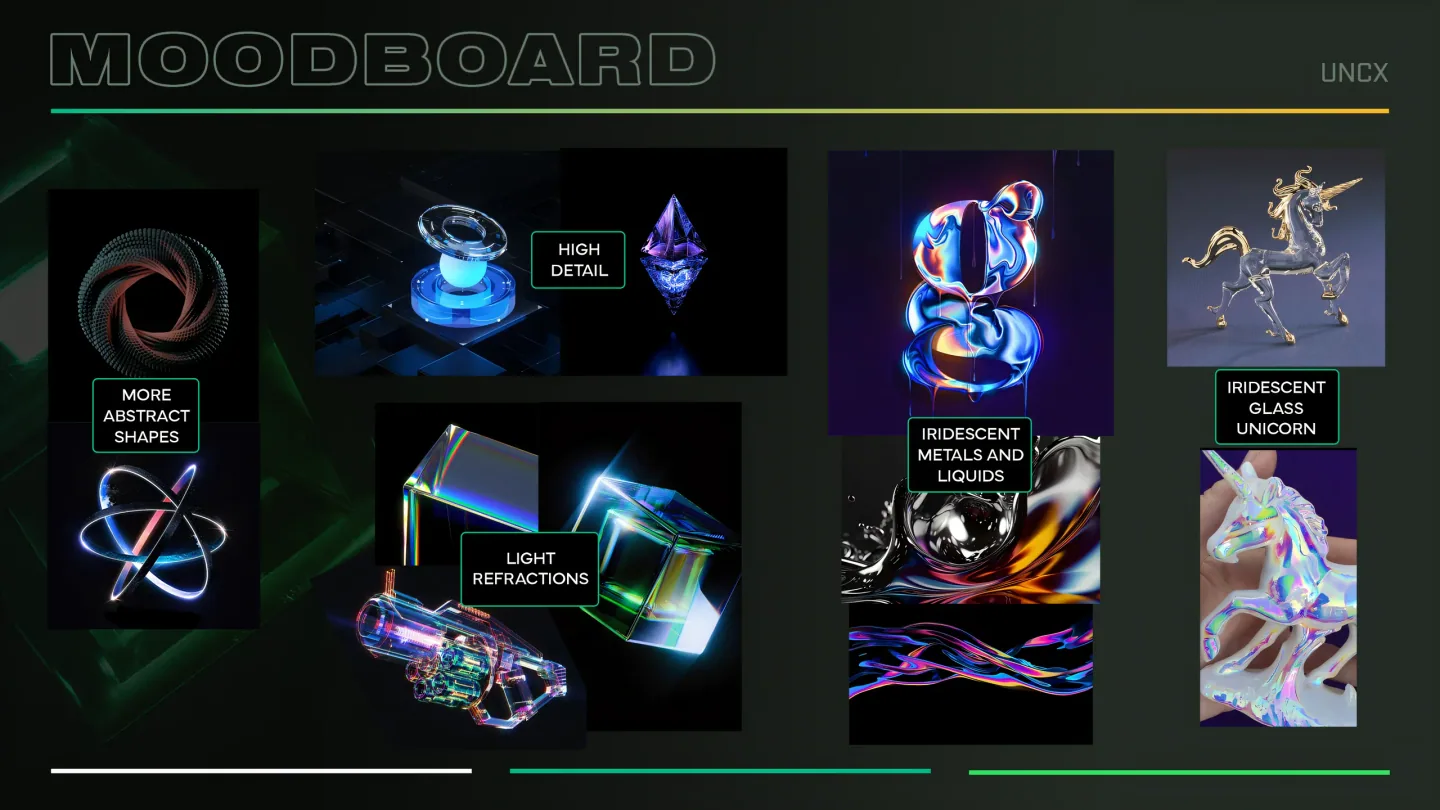 MOODBOARD
UNCX
MORE
ABSTRACT
SHAPES
HIGH
DETAIL
LIGHT
REFRACTIONS
IRIDESCENT
METALS AND
LIQUIDS
IRIDESCENT
GLASS
UNICORN